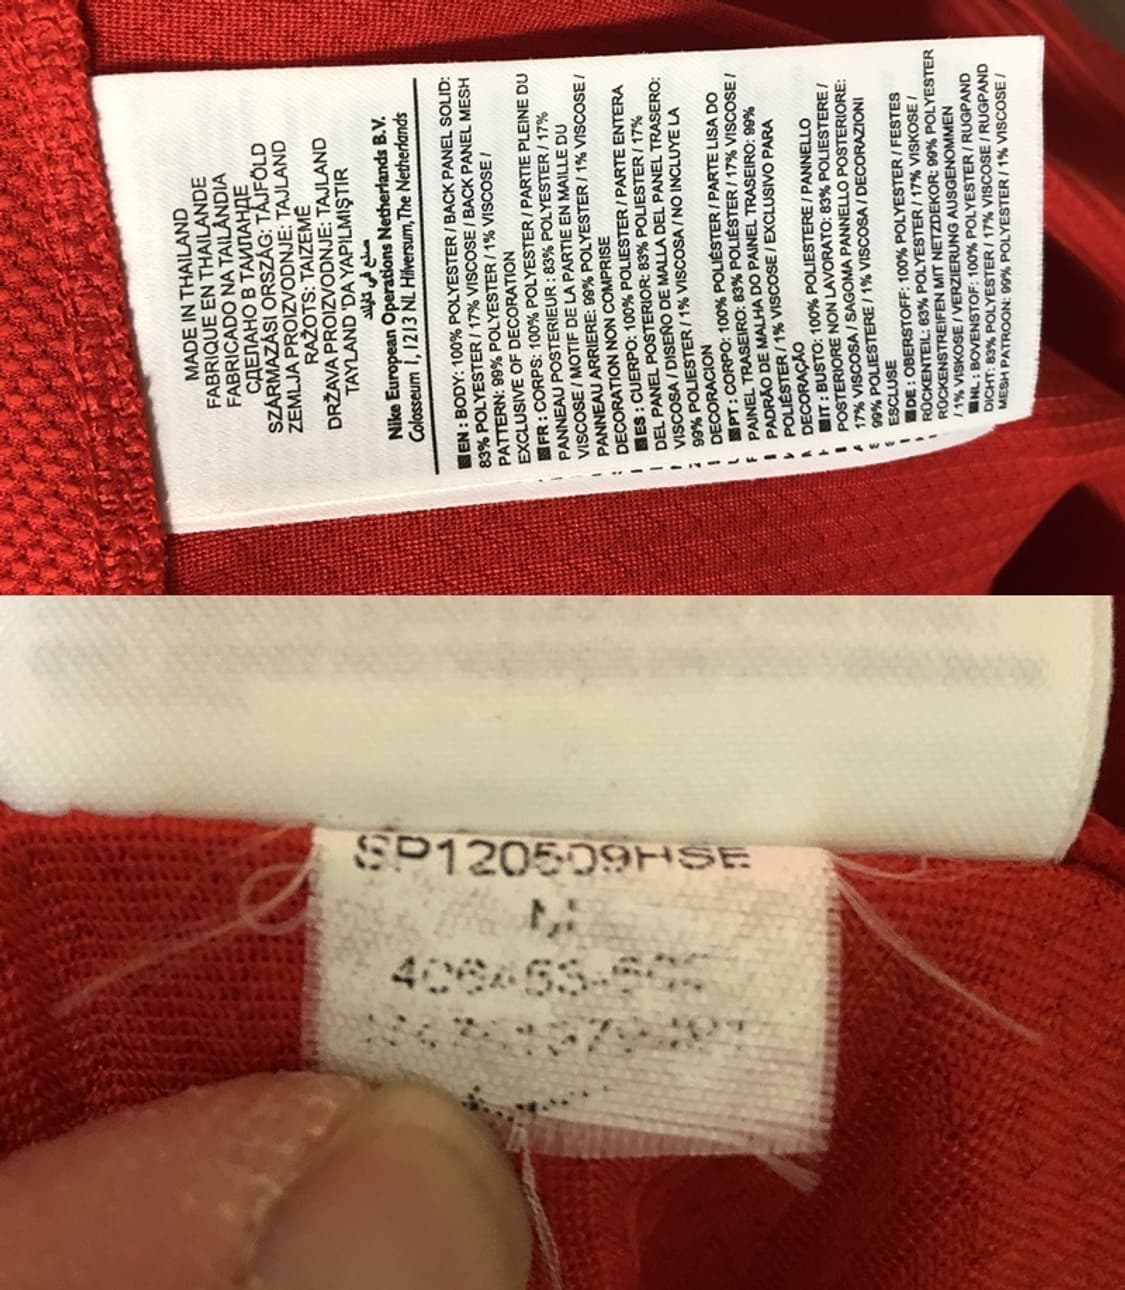 MADE IN THAILAND
FABRIQUE EN THAÏLANDE
FABRICADO NA TAILÂNDIA
СДЕЛАНО В ТАИЛАНДЕ
SZÁRMAZÁSI ORSZÁG: TÁJFÖLD
ZEMLJA PROIZVODNJE: TAJLAND
RAŽOTS: TAIZEMĒ
DRŽAVA PROIZVODNJE: TAJLAND
TAYLAND'DA YAPILMIŞTIR
صنع في تايلاند
Nike European Operations Netherlands B.V.
Colosseum 1, 1213 NL Hilversum,The Netherlands
EN : BODY: 100% POLYESTER / BACK PANEL SOLID:
83% POLYESTER / 17% VISCOSE / BACK PANEL MESH
PATTERN: 99% POLYESTER / 1% VISCOSE /
EXCLUSIVE OF DECORATION
FR : CORPS: 100% POLYESTER / PARTIE PLEINE DU
PANNEAU POSTERIEUR : 83% POLYESTER / 17%
VISCOSE / MOTIF DE LA PARTIE EN MAILLE DU
PANNEAU ARRIERE: 99% POLYESTER / 1% VISCOSE /
DECORATION NON COMPRISE
ES : CUERPO: 100% POLIESTER / PARTE ENTERA
DEL PANEL POSTERIOR: 83% POLIESTER / 17%
VISCOSA / DISEÑO DE MALLA DEL PANEL TRASERO:
99% POLIESTER / 1% VISCOSA / NO INCLUYE LA
DECORACION
PT : CORPO: 100% POLIÉSTER / PARTE LISA DO
PAINEL TRASEIRO: 83% POLIÉSTER / 17% VISCOSE /
PADRÃO DE MALHA DO PAINEL TRASEIRO: 99%
POLIÉSTER / 1% VISCOSE / EXCLUSIVO PARA
DECORAÇÃO
IT : BUSTO: 100% POLIESTERE / PANNELLO
POSTERIORE NON LAVORATO: 83% POLIESTERE /
17% VISCOSA / SAGOMA PANNELLO POSTERIORE:
99% POLIESTERE / 1% VISCOSA / DECORAZIONI
ESCLUSE
DE : OBERSTOFF: 100% POLYESTER / FESTES
RÜCKENTEIL: 83% POLYESTER / 17% VISKOSE /
RÜCKENSTREIFEN MIT NETZDEKOR: 99% POLYESTER
/ 1% VISKOSE / VERZIERUNG AUSGENOMMEN
NL : BOVENSTOF: 100% POLYESTER / RUGPAND
DICHT: 83% POLYESTER / 17% VISCOSE / RUGPAND
MESH PATROON: 99% POLYESTER / 1% VISCOSE /
SP120509HSE
M